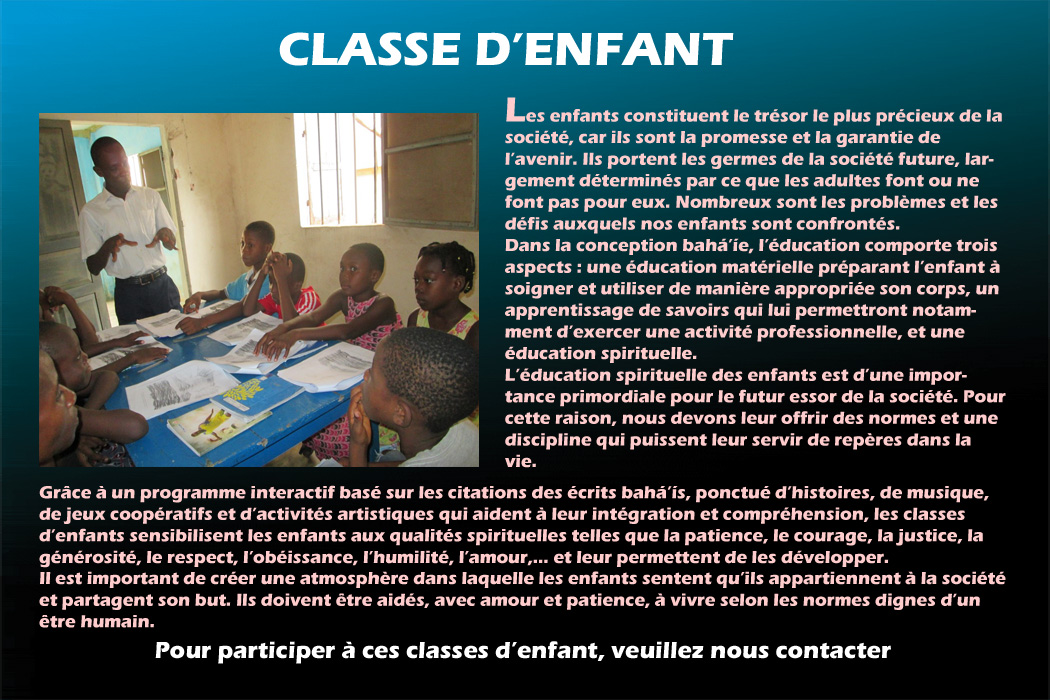 CLASSE D'ENFANT
Les enfants constituent le trésor le plus précieux de la
société, car ils sont la promesse et la garantie de
l'avenir. Ils portent les germes de la société future, lar-
gement déterminés par ce que les adultes font ou ne
font pas pour eux. Nombreux sont les problèmes et les
défis auxquels nos enfants sont confrontés.
Dans la conception bahá'íe, l'éducation comporte trois
aspects : une éducation matérielle préparant l'enfant à
soigner et utiliser de manière appropriée son corps, un
apprentissage de savoirs qui lui permettront notam-
ment d'exercer une activité professionnelle, et une
éducation spirituelle.
L'éducation spirituelle des enfants est d'une impor-
tance primordiale pour le futur essor de la société. Pour
cette raison, nous devons leur offrir des normes et une
discipline qui puissent leur servir de repères dans la
vie.
Grâce à un programme interactif basé sur les citations des écrits bahá'ís, ponctué d'histoires, de musique,
de jeux coopératifs et d'activités artistiques qui aident à leur intégration et compréhension, les classes
d'enfants sensibilisent les enfants aux qualités spirituelles telles que la patience, le courage, la justice, la
générosité, le respect, l'obéissance, l'humilité, l'amour,... et leur permettent de les développer.
Il est important de créer une atmosphère dans laquelle les enfants sentent qu'ils appartiennent à la société
et partagent son but. Ils doivent être aidés, avec amour et patience, à vivre selon les normes dignes d'un
être humain.
Pour participer à ces classes d'enfant, veuillez nous contacter